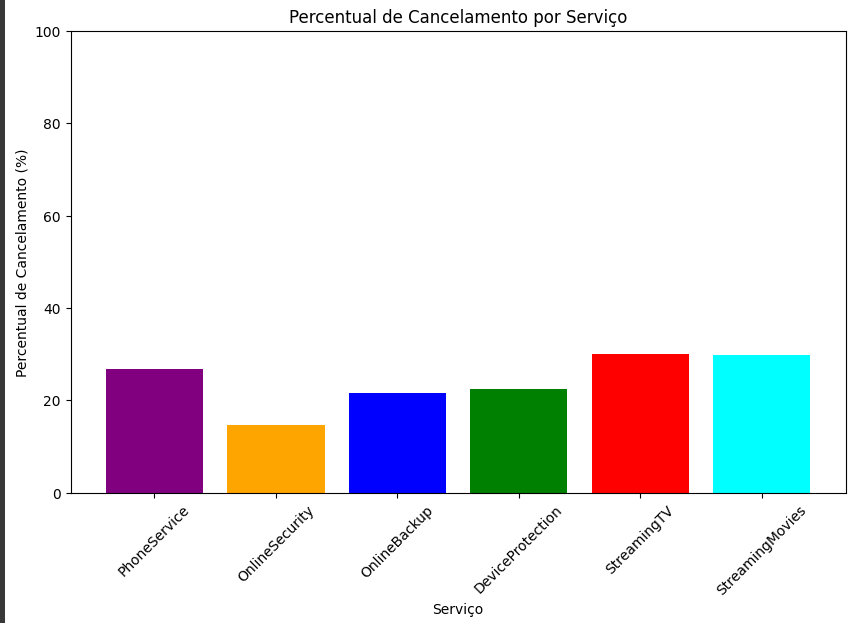 Percentual de Cancelamento por Serviço
Percentual de Cancelamento (%)
100
80
60
40
20
0
PhoneService
OnlineSecurity
OnlineBackup
DeviceProtection
StreamingTV
StreamingMovies
Serviço